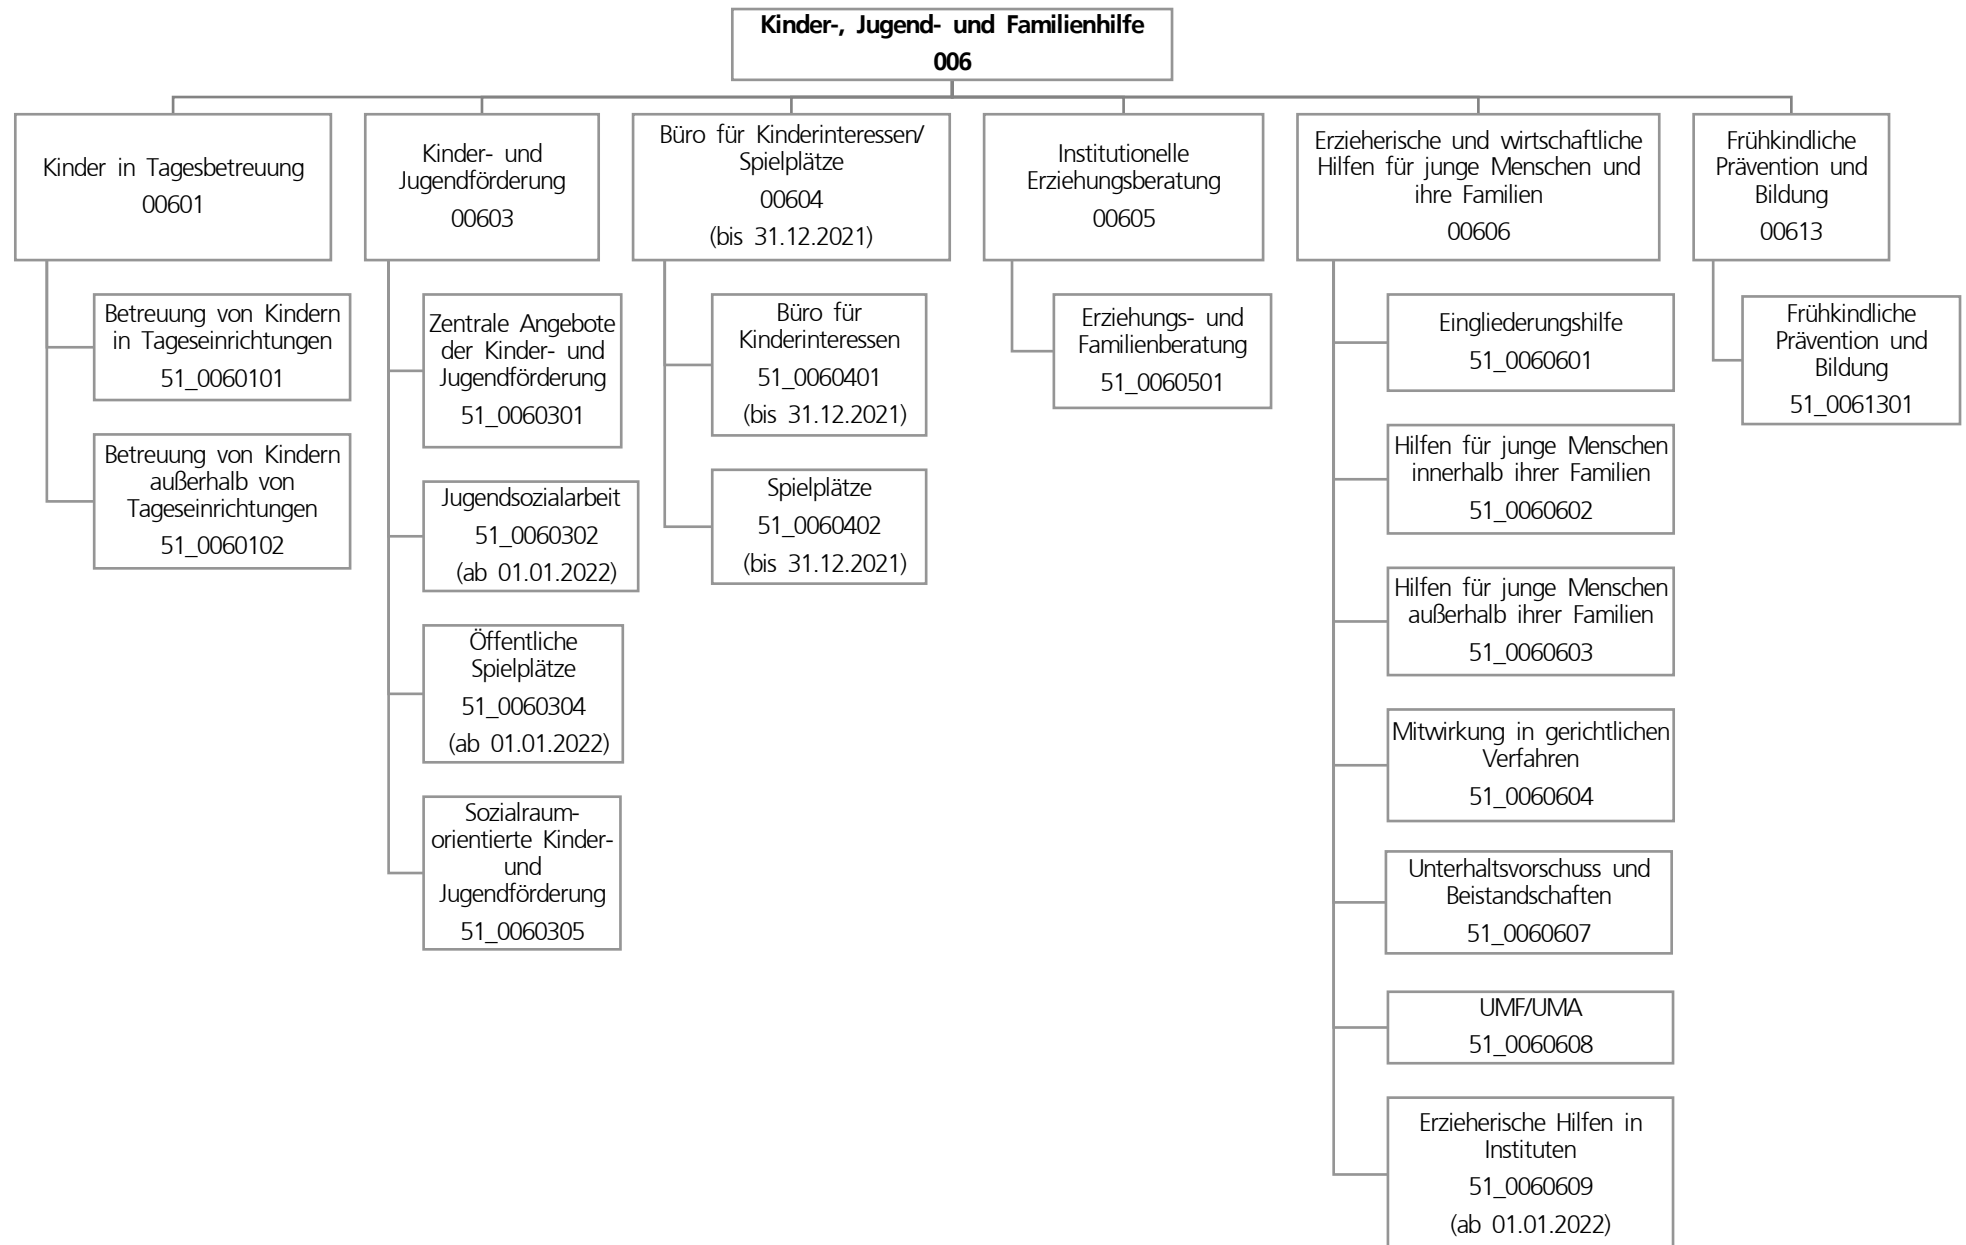 Kinder-, Jugend- und Familienhilfe
006
Kinder in Tagesbetreuung
00601
Betreuung von Kindern
in Tageseinrichtungen
51_0060101
Betreuung von Kindern
außerhalb von
Tageseinrichtungen
51_0060102
Kinder- und
Jugendförderung
00603
Zentrale Angebote
der Kinder- und
Jugendförderung
51_0060301
Jugendsozialarbeit
51_0060302
(ab 01.01.2022)
Öffentliche
Spielplätze
51_0060304
(ab 01.01.2022)
Sozialraum-
orientierte Kinder-
und
Jugendförderung
51_0060305
Büro für Kinderinteressen/
Spielplätze
00604
(bis 31.12.2021)
Büro für
Kinderinteressen
51_0060401
(bis 31.12.2021)
Spielplätze
51_0060402
(bis 31.12.2021)
Institutionelle
Erziehungsberatung
00605
Erziehungs- und
Familienberatung
51_0060501
Erzieherische und wirtschaftliche
Hilfen für junge Menschen und
ihre Familien
00606
Eingliederungshilfe
51_0060601
Hilfen für junge Menschen
innerhalb ihrer Familien
51_0060602
Hilfen für junge Menschen
außerhalb ihrer Familien
51_0060603
Mitwirkung in gerichtlichen
Verfahren
51_0060604
Unterhaltsvorschuss und
Beistandschaften
51_0060607
UMF/UMA
51_0060608
Erzieherische Hilfen in
Instituten
51_0060609
(ab 01.01.2022)
Frühkindliche
Prävention und
Bildung
00613
Frühkindliche
Prävention und
Bildung
51_0061301